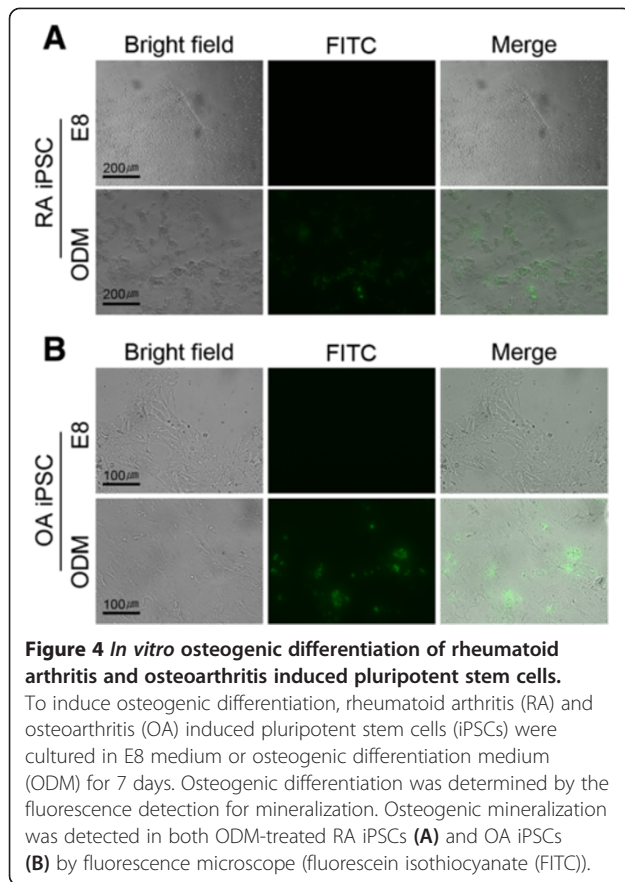 A
Bright field FITC Merge
RA iPSC
E8
200㎛
ODM
200㎛
B
Bright field FITC Merge
OA iPSC
E8
100㎛
ODM
100㎛
Figure 4 In vitro osteogenic differentiation of rheumatoid
arthritis and osteoarthritis induced pluripotent stem cells.
To induce osteogenic differentiation, rheumatoid arthritis (RA) and
osteoarthritis (OA) induced pluripotent stem cells (iPSCs) were
cultured in E8 medium or osteogenic differentiation medium
(ODM) for 7 days. Osteogenic differentiation was determined by the
fluorescence detection for mineralization. Osteogenic mineralization
was detected in both ODM-treated RA iPSCs (A) and OA iPSCs
(B) by fluorescence microscope (fluorescein isothiocyanate (FITC)).